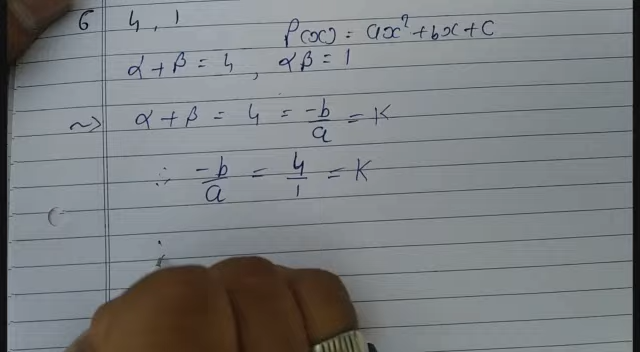 6 4, 1 P(x) = ax² + bx + c
α + β = 4, αβ = 1
~> α + β = 4 = -b/a = K
∴ -b/a = 4/1 = K